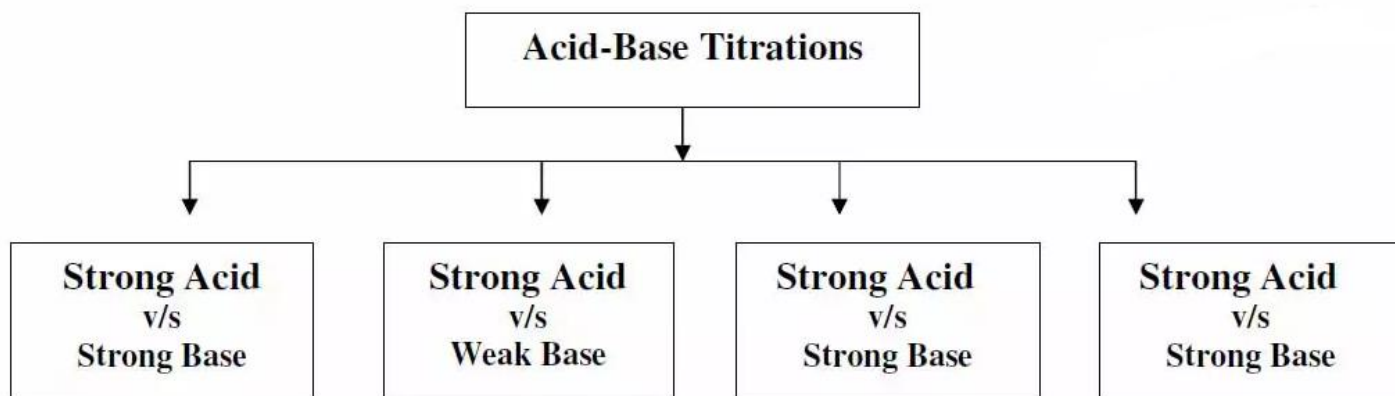 Acid-Base Titrations
Strong Acid
v/s
Strong Base
Strong Acid
v/s
Weak Base
Strong Acid
v/s
Strong Base
Strong Acid
v/s
Strong Base